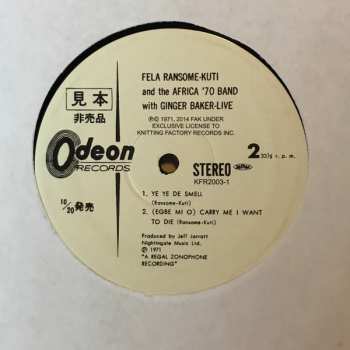 FELA RANSOME-KUTI
and the AFRICA '70 BAND
with GINGER BAKER-LIVE
見本
非売品
℗© 1971, 2014 FAK UNDER
EXCLUSIVE LICENSE TO
KNITTING FACTORY RECORDS INC.
Odeon
RECORDS
STEREO
2
33⅓ r. p. m.
KFR2003-1
10/20 発売
1. YE YE DE SMELL
(Ransome-Kuti)
2. (EGBE MI O) CARRY ME I WANT
TO DIE (Ransome-Kuti)
Produced by Jeff Jarratt
Nightingale Music Ltd.
℗ 1971
"A REGAL ZONOPHONE
RECORDING"